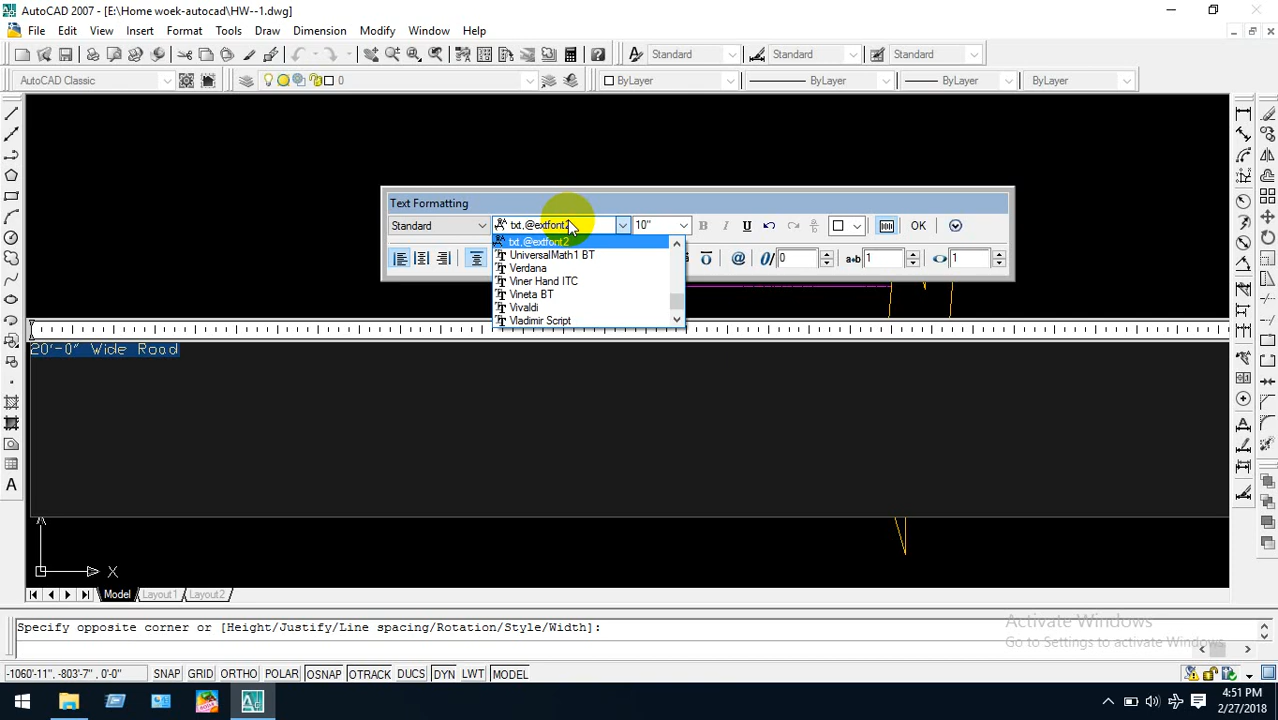 AutoCAD 2007 - [E:\Home woek-autocad\HW--1.dwg]
File Edit View Insert Format Tools Draw Dimension Modify Window Help
Standard Standard Standard
AutoCAD Classic 0 ByLayer ByLayer ByLayer ByLayer
Text Formatting
Standard txt,@extfont2 10" B I U OK
txt,@extfont2
@ 0/ 0 a•b 1 1
UniversalMath1 BT
Verdana
Viner Hand ITC
Vineta BT
Vivaldi
Vladimir Script
20'-0" Wide Road
A
X
Model Layout1 Layout2
Specify opposite corner or [Height/Justify/Line spacing/Rotation/Style/Width]:
Activate Windows
Go to Settings to activate Windows.
-1060'-11", -803'-7" , 0'-0" SNAP GRID ORTHO POLAR OSNAP OTRACK DUCS DYN LWT MODEL
4:51 PM
2/27/2018